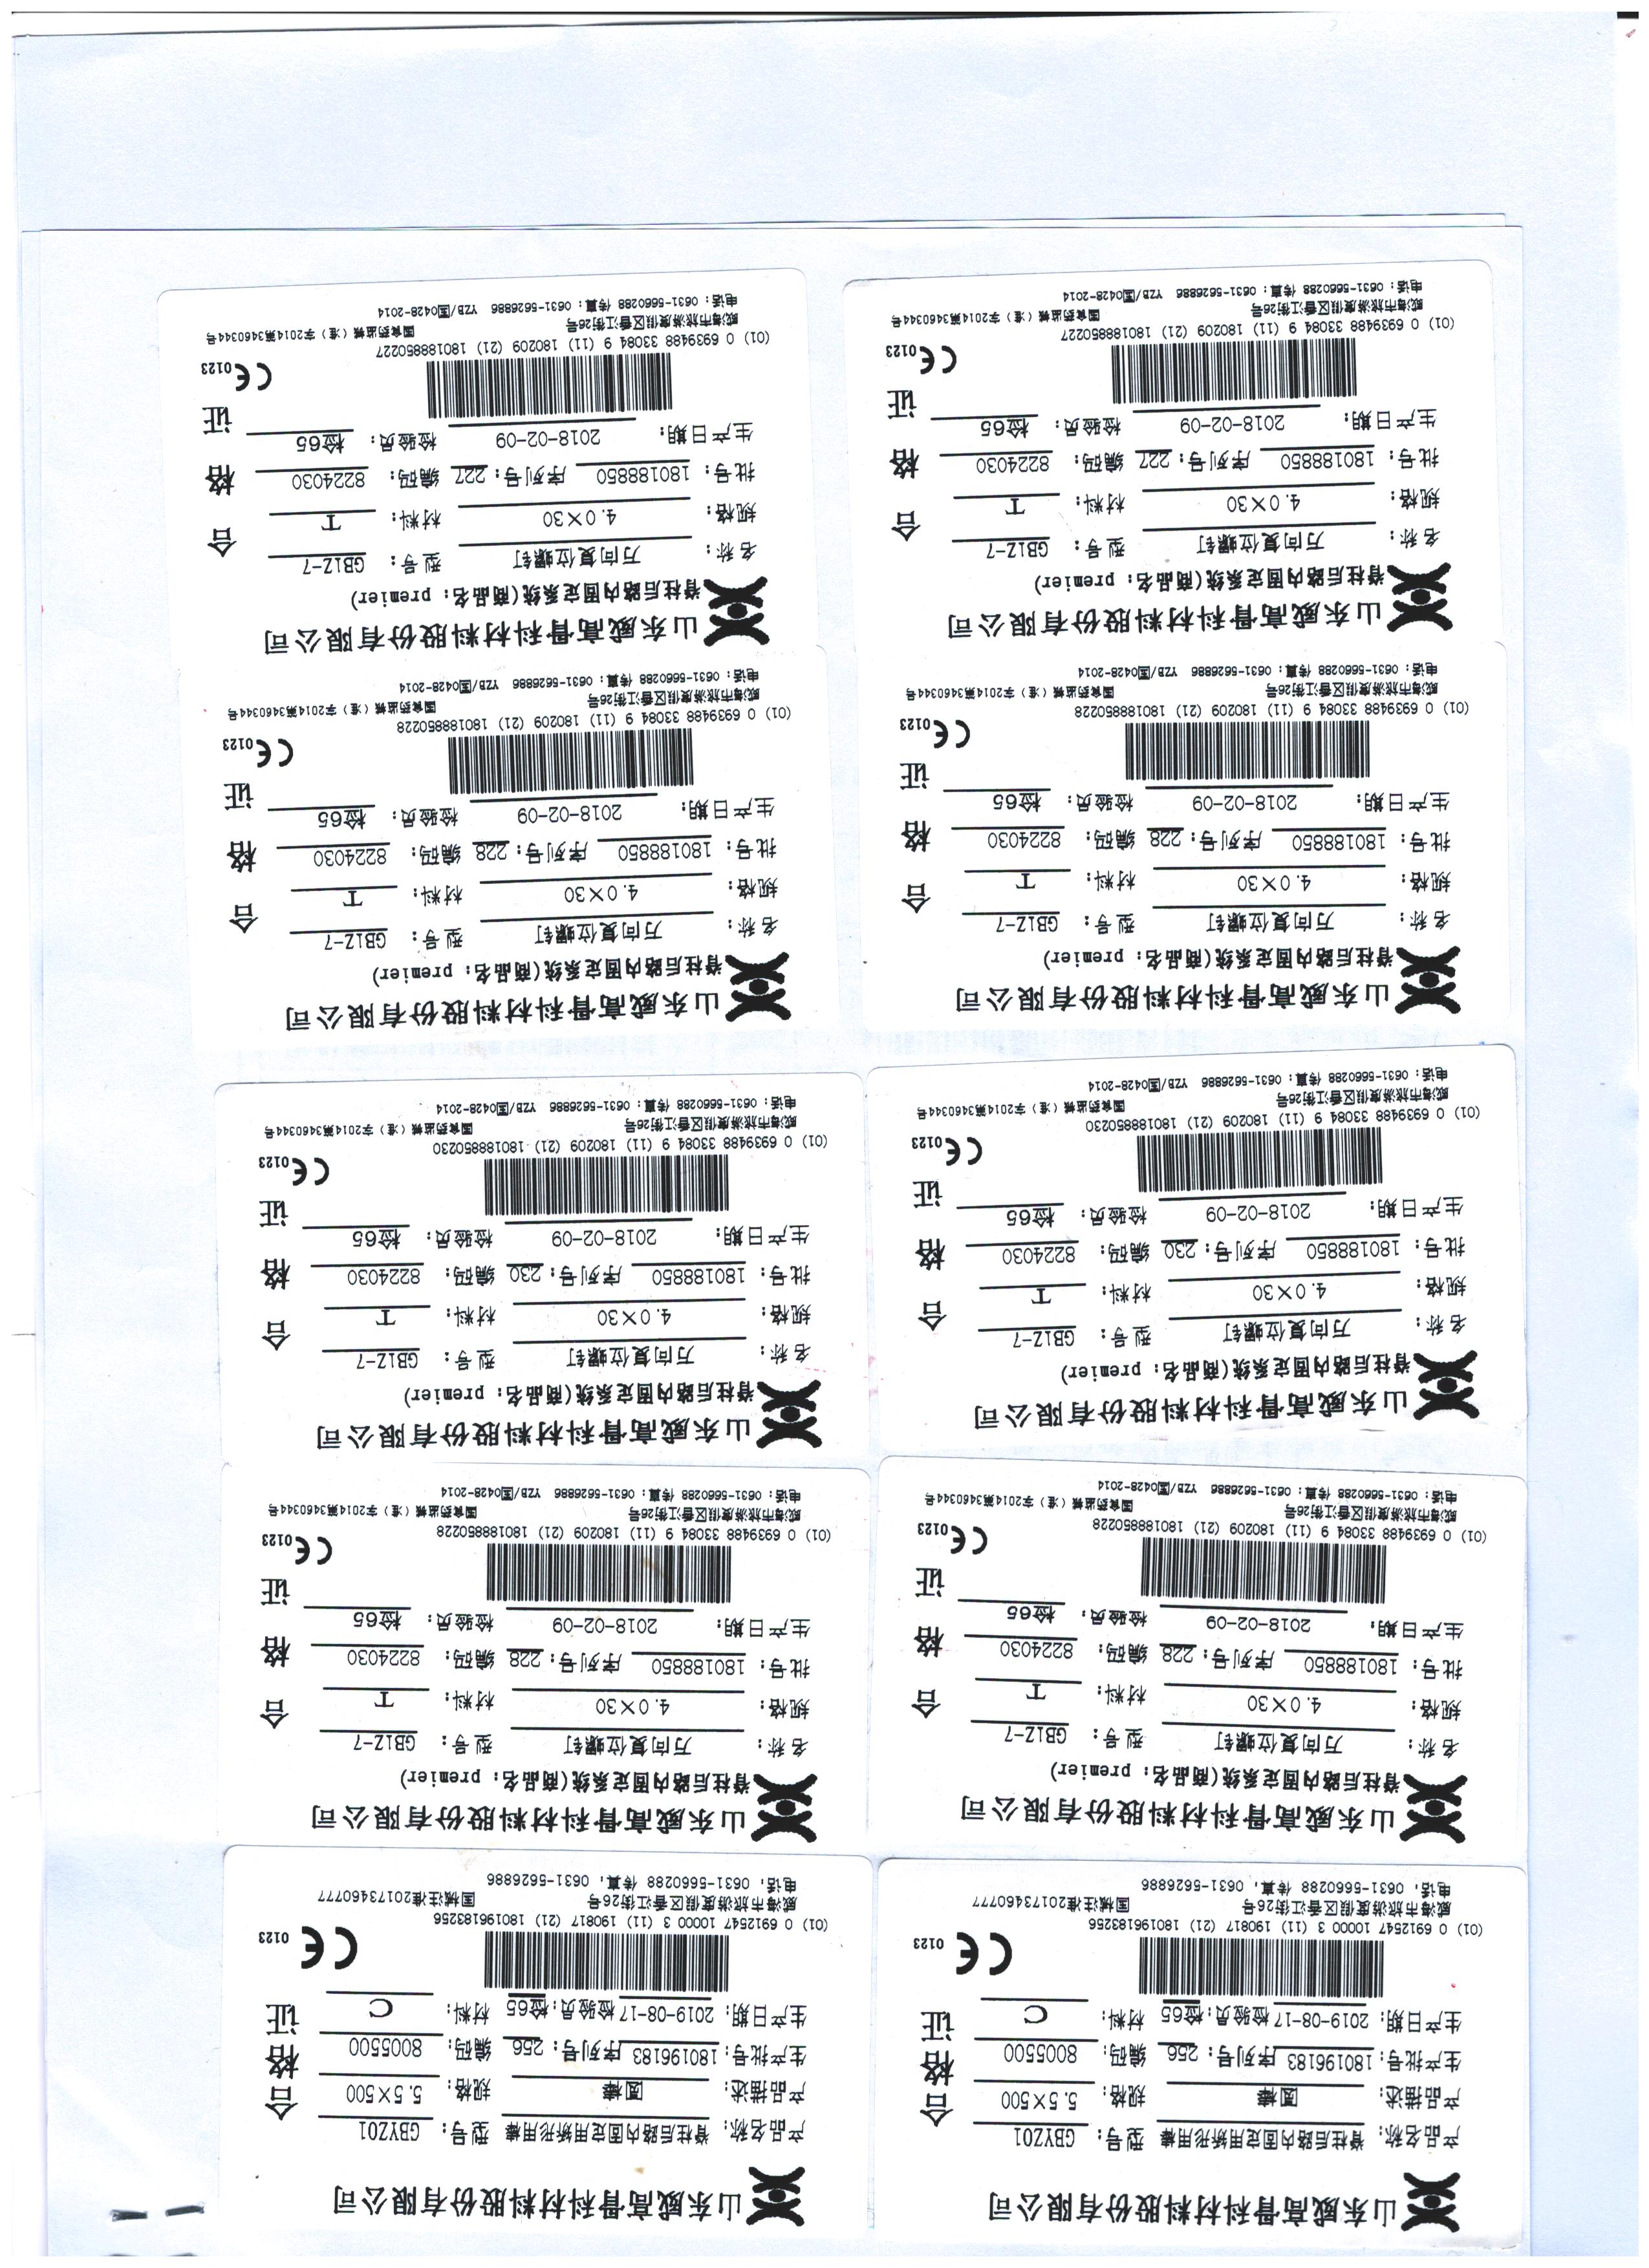 山东威高骨科材料股份有限公司
产品名称: 脊柱后路内固定用矫形用棒 型号: GBYZ01
产品描述: 圆棒 规格: 5.5×500
生产批号: 180196183 序列号: 256 编码: 8005500
生产日期: 2019-08-17 检验员: 检65 材料: C
合格证
(01) 0 6912547 10000 3 (11) 190817 (21) 180196183256
CE 0123
威海市旅游度假区香江街26号 国械注准20173460777
电话: 0631-5660288 传真: 0631-5626886
山东威高骨科材料股份有限公司
产品名称: 脊柱后路内固定用矫形用棒 型号: GBYZ01
产品描述: 圆棒 规格: 5.5×500
生产批号: 180196183 序列号: 256 编码: 8005500
生产日期: 2019-08-17 检验员: 检65 材料: C
合格证
(01) 0 6912547 10000 3 (11) 190817 (21) 180196183256
CE 0123
威海市旅游度假区香江街26号 国械注准20173460777
电话: 0631-5660288 传真: 0631-5626886
山东威高骨科材料股份有限公司
脊柱后路内固定系统(商品名: premier)
名称: 万向复位螺钉 型号: GB1Z-7
规格: 4.0×30 材料: T
批号: 180188850 序列号: 228 编码: 8224030
生产日期: 2018-02-09 检验员: 检65
合格证
(01) 0 6939488 33084 9 (11) 180209 (21) 180188850228
CE 0123
威海市旅游度假区香江街26号 国食药监械(准)字2014第3460344号
电话: 0631-5660288 传真: 0631-5626886 YZB/国0428-2014
山东威高骨科材料股份有限公司
脊柱后路内固定系统(商品名: premier)
名称: 万向复位螺钉 型号: GB1Z-7
规格: 4.0×30 材料: T
批号: 180188850 序列号: 228 编码: 8224030
生产日期: 2018-02-09 检验员: 检65
合格证
(01) 0 6939488 33084 9 (11) 180209 (21) 180188850228
CE 0123
威海市旅游度假区香江街26号 国食药监械(准)字2014第3460344号
电话: 0631-5660288 传真: 0631-5626886 YZB/国0428-2014
山东威高骨科材料股份有限公司
脊柱后路内固定系统(商品名: premier)
名称: 万向复位螺钉 型号: GB1Z-7
规格: 4.0×30 材料: T
批号: 180188850 序列号: 230 编码: 8224030
生产日期: 2018-02-09 检验员: 检65
合格证
(01) 0 6939488 33084 9 (11) 180209 (21) 180188850230
CE 0123
威海市旅游度假区香江街26号 国食药监械(准)字2014第3460344号
电话: 0631-5660288 传真: 0631-5626886 YZB/国0428-2014
山东威高骨科材料股份有限公司
脊柱后路内固定系统(商品名: premier)
名称: 万向复位螺钉 型号: GB1Z-7
规格: 4.0×30 材料: T
批号: 180188850 序列号: 230 编码: 8224030
生产日期: 2018-02-09 检验员: 检65
合格证
(01) 0 6939488 33084 9 (11) 180209 (21) 180188850230
CE 0123
威海市旅游度假区香江街26号 国食药监械(准)字2014第3460344号
电话: 0631-5660288 传真: 0631-5626886 YZB/国0428-2014
山东威高骨科材料股份有限公司
脊柱后路内固定系统(商品名: premier)
名称: 万向复位螺钉 型号: GB1Z-7
规格: 4.0×30 材料: T
批号: 180188850 序列号: 228 编码: 8224030
生产日期: 2018-02-09 检验员: 检65
合格证
(01) 0 6939488 33084 9 (11) 180209 (21) 180188850228
CE 0123
威海市旅游度假区香江街26号 国食药监械(准)字2014第3460344号
电话: 0631-5660288 传真: 0631-5626886 YZB/国0428-2014
山东威高骨科材料股份有限公司
脊柱后路内固定系统(商品名: premier)
名称: 万向复位螺钉 型号: GB1Z-7
规格: 4.0×30 材料: T
批号: 180188850 序列号: 228 编码: 8224030
生产日期: 2018-02-09 检验员: 检65
合格证
(01) 0 6939488 33084 9 (11) 180209 (21) 180188850228
CE 0123
威海市旅游度假区香江街26号 国食药监械(准)字2014第3460344号
电话: 0631-5660288 传真: 0631-5626886 YZB/国0428-2014
山东威高骨科材料股份有限公司
脊柱后路内固定系统(商品名: premier)
名称: 万向复位螺钉 型号: GB1Z-7
规格: 4.0×30 材料: T
批号: 180188850 序列号: 227 编码: 8224030
生产日期: 2018-02-09 检验员: 检65
合格证
(01) 0 6939488 33084 9 (11) 180209 (21) 180188850227
CE 0123
威海市旅游度假区香江街26号 国食药监械(准)字2014第3460344号
电话: 0631-5660288 传真: 0631-5626886 YZB/国0428-2014
山东威高骨科材料股份有限公司
脊柱后路内固定系统(商品名: premier)
名称: 万向复位螺钉 型号: GB1Z-7
规格: 4.0×30 材料: T
批号: 180188850 序列号: 227 编码: 8224030
生产日期: 2018-02-09 检验员: 检65
合格证
(01) 0 6939488 33084 9 (11) 180209 (21) 180188850227
CE 0123
威海市旅游度假区香江街26号 国食药监械(准)字2014第3460344号
电话: 0631-5660288 传真: 0631-5626886 YZB/国0428-2014